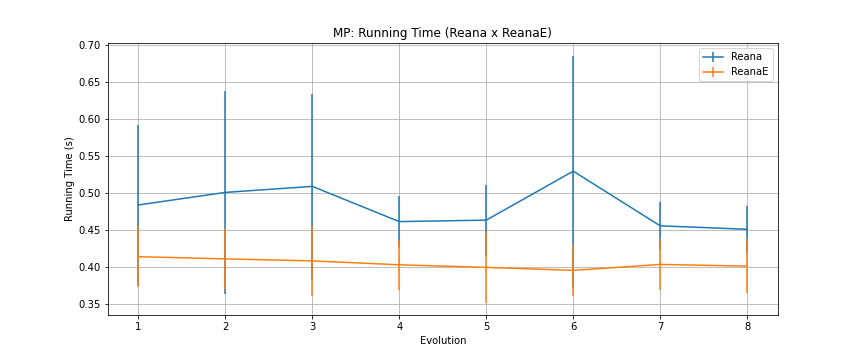 MP: Running Time (Reana x ReanaE)
Reana
ReanaE
Running Time (s)
0.70
0.65
0.60
0.55
0.50
0.45
0.40
0.35
1 2 3 4 5 6 7 8
Evolution